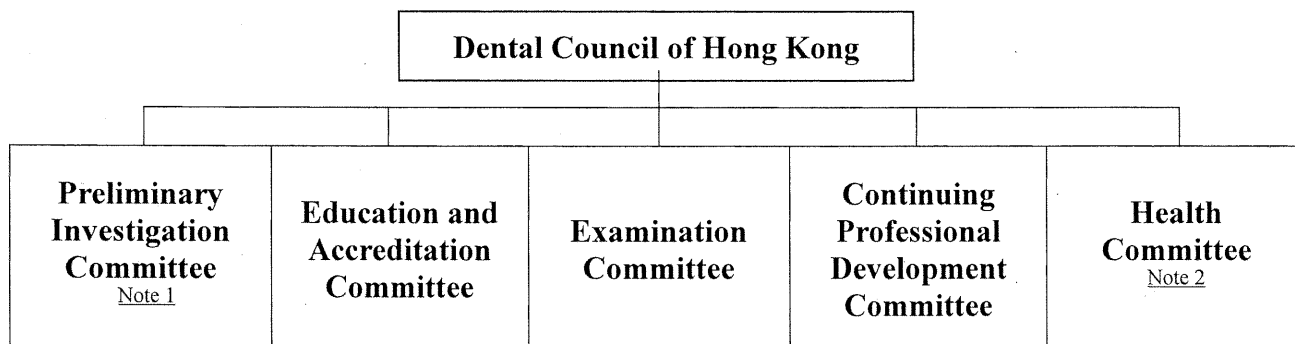 Dental Council of Hong Kong
Preliminary
Investigation
Committee
Note 1
Education and
Accreditation
Committee
Examination
Committee
Continuing
Professional
Development
Committee
Health
Committee
Note 2